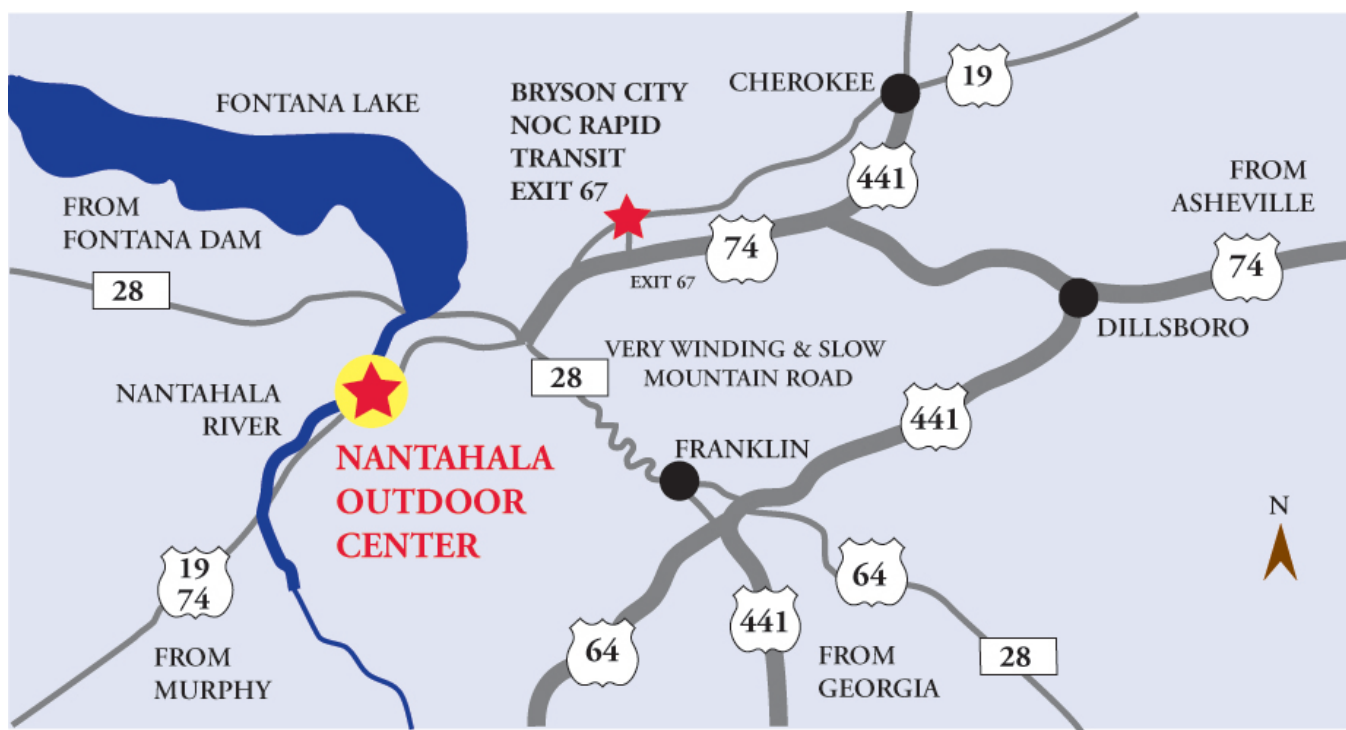 FONTANA LAKE
BRYSON CITY
NOC RAPID
TRANSIT
EXIT 67
CHEROKEE
19
441
FROM
ASHEVILLE
FROM
FONTANA DAM
74
74
28
EXIT 67
DILLSBORO
VERY WINDING & SLOW
MOUNTAIN ROAD
28
NANTAHALA
RIVER
441
FRANKLIN
NANTAHALA
OUTDOOR
CENTER
N
19
74
64
441
64
FROM
MURPHY
FROM
GEORGIA
28